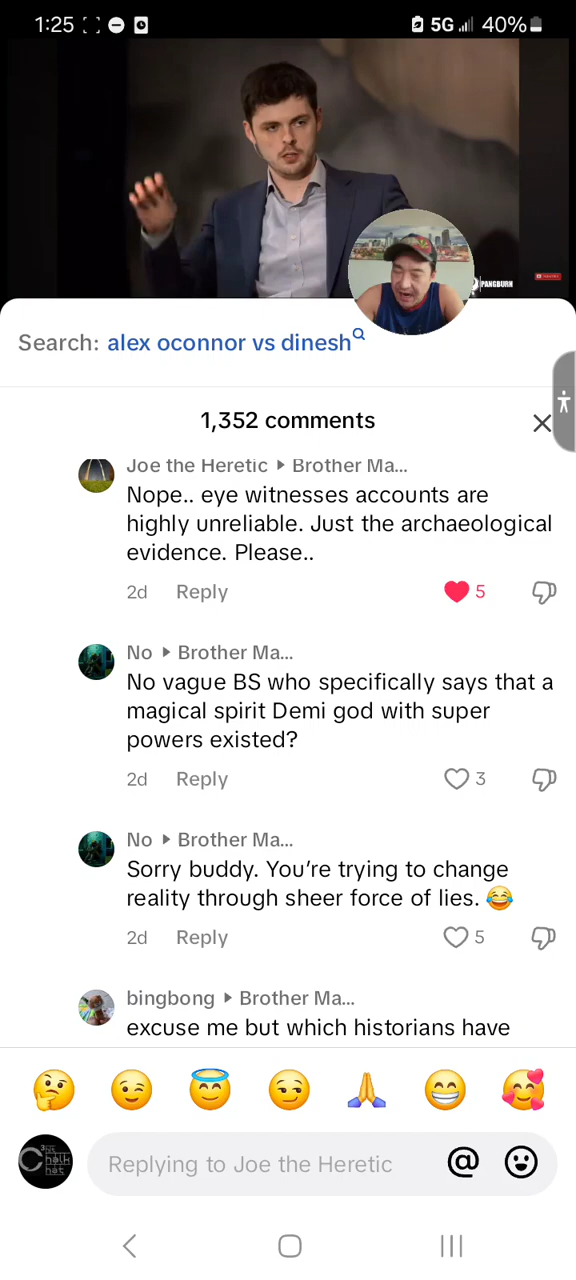 1:25 5G 40%
PANGBURN
Search: alex oconnor vs dinesh
1,352 comments
Joe the Heretic Brother Ma...
Nope.. eye witnesses accounts are
highly unreliable. Just the archaeological
evidence. Please..
2d Reply 5
No Brother Ma...
No vague BS who specifically says that a
magical spirit Demi god with super
powers existed?
2d Reply 3
No Brother Ma...
Sorry buddy. You’re trying to change
reality through sheer force of lies. 😂
2d Reply 5
bingbong Brother Ma...
excuse me but which historians have
Replying to Joe the Heretic @